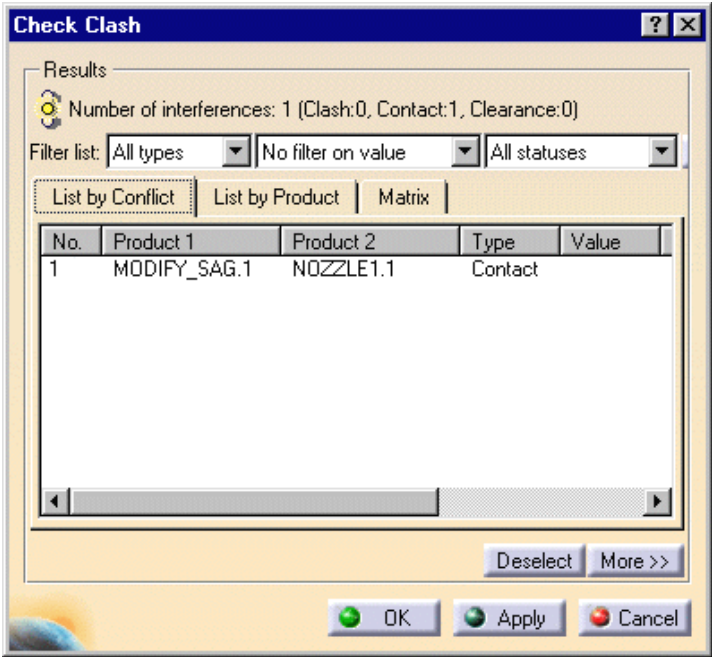 Check Clash
Results
Number of interferences: 1 (Clash:0, Contact:1, Clearance:0)
Filter list: All types No filter on value All statuses
List by Conflict List by Product Matrix
No. Product 1 Product 2 Type Value
1 MODIFY_SAG.1 NOZZLE1.1 Contact
Deselect More >>
OK Apply Cancel